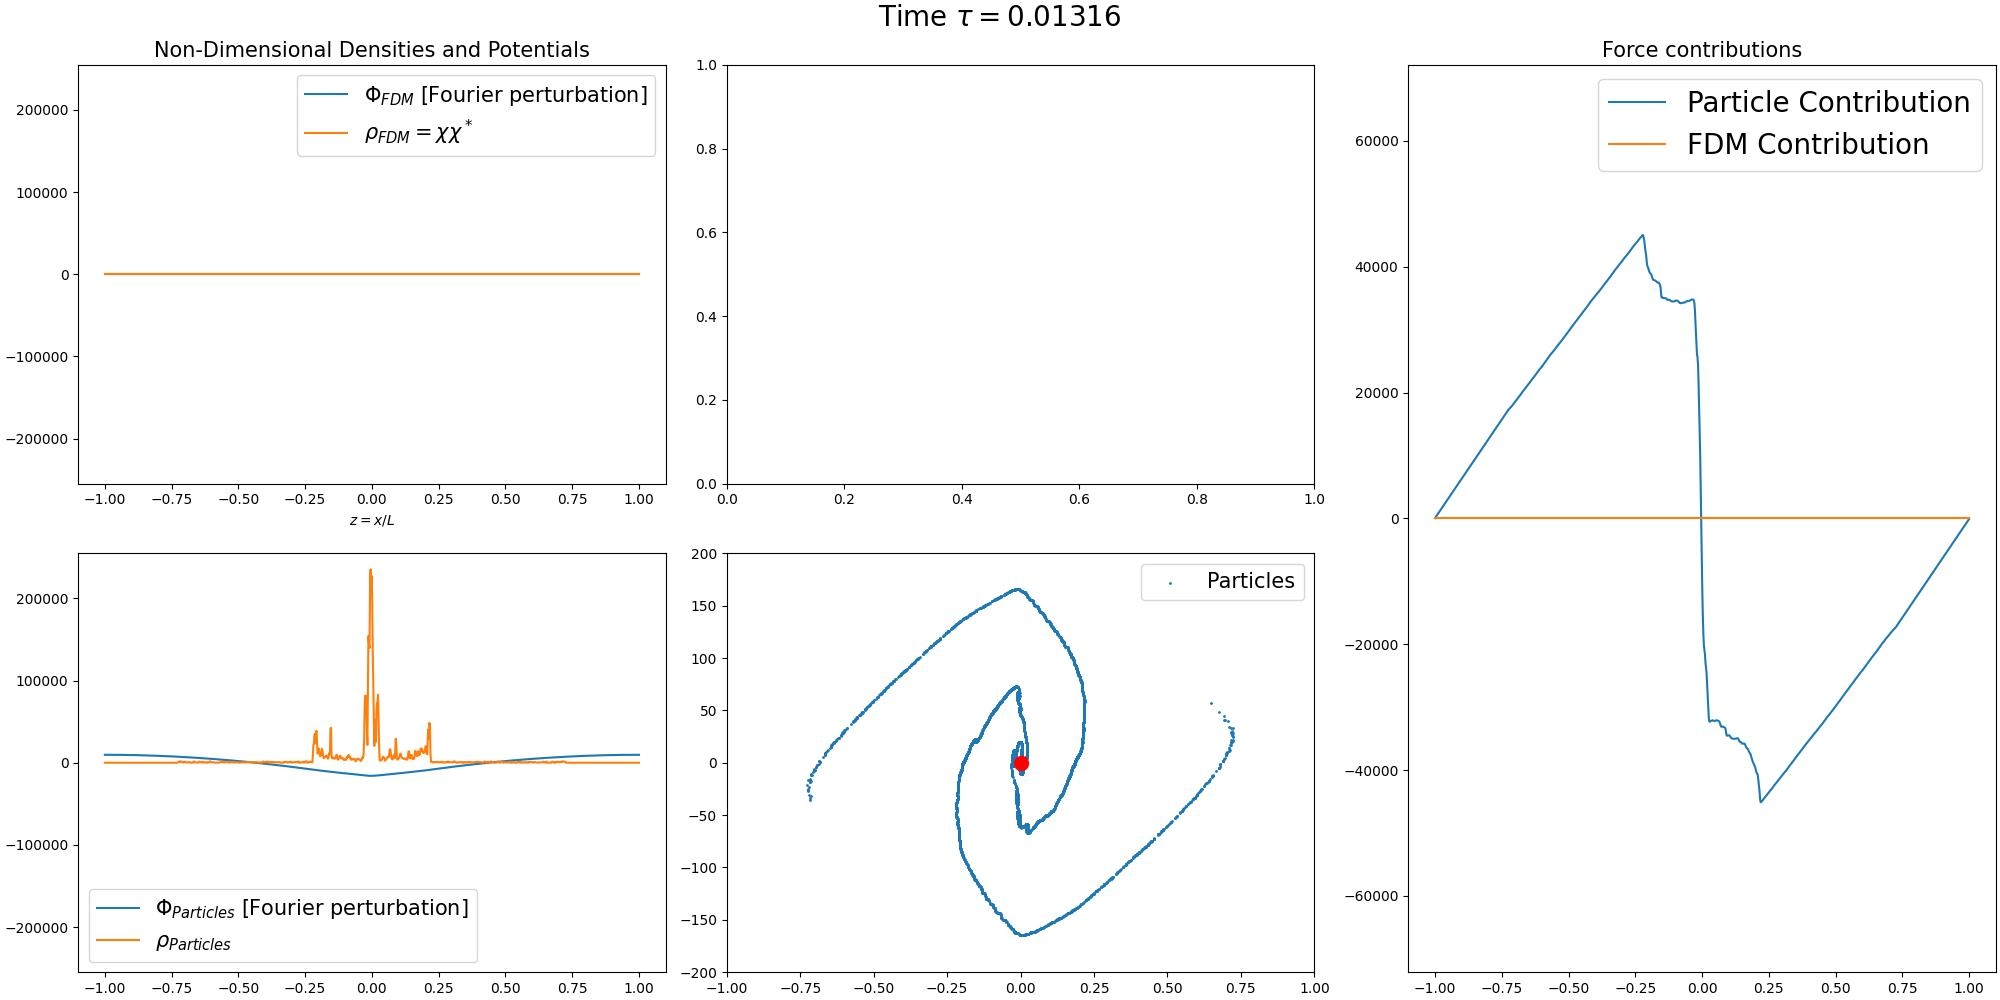 Time τ = 0.01316
Non-Dimensional Densities and Potentials
Φ_FDM [Fourier perturbation]
ρ_FDM = χχ*
200000
100000
0
−100000
−200000
−1.00 −0.75 −0.50 −0.25 0.00 0.25 0.50 0.75 1.00
z = x/L
1.0
0.8
0.6
0.4
0.2
0.0
0.0 0.2 0.4 0.6 0.8 1.0
Force contributions
Particle Contribution
FDM Contribution
60000
40000
20000
0
−20000
−40000
−60000
−1.00 −0.75 −0.50 −0.25 0.00 0.25 0.50 0.75 1.00
200000
100000
0
−100000
−200000
Φ_Particles [Fourier perturbation]
ρ_Particles
−1.00 −0.75 −0.50 −0.25 0.00 0.25 0.50 0.75 1.00
Particles
200
150
100
50
0
−50
−100
−150
−200
−1.00 −0.75 −0.50 −0.25 0.00 0.25 0.50 0.75 1.00